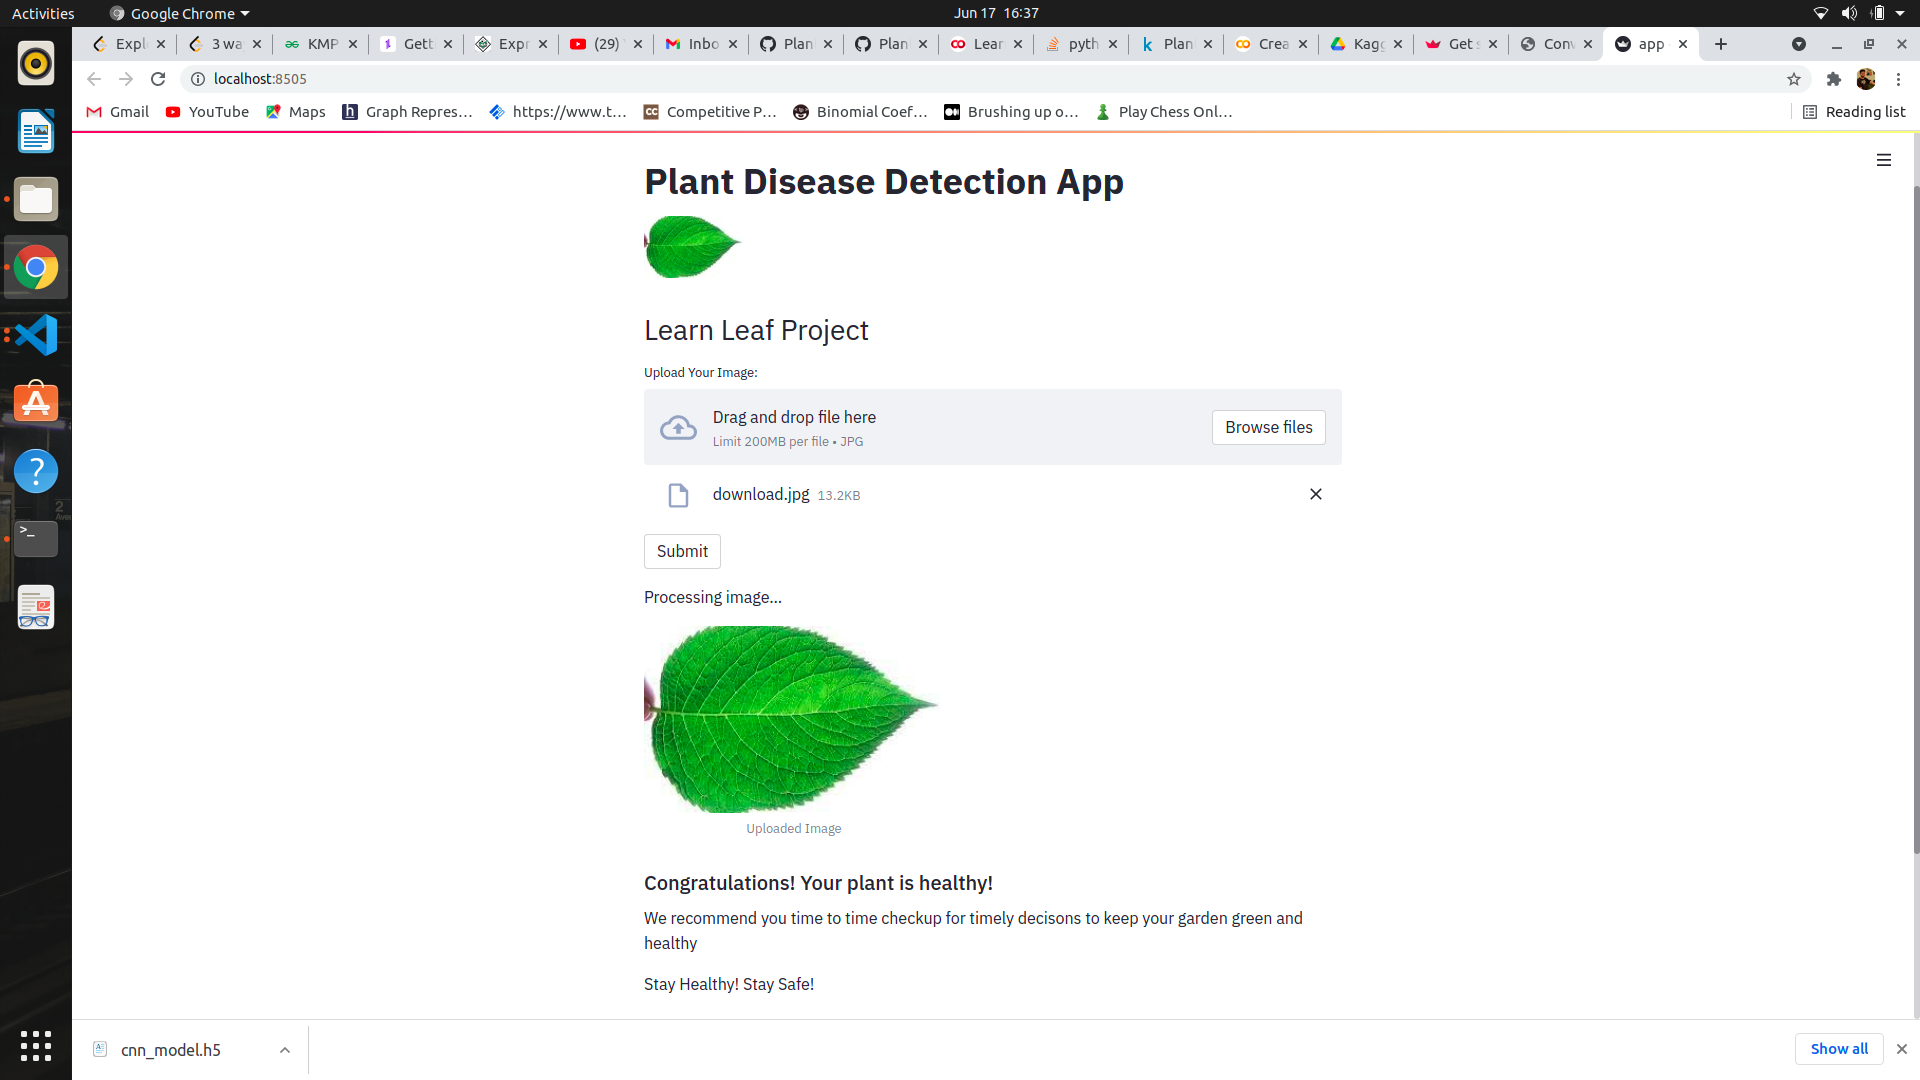 Activities
Google Chrome
Jun 17 16:37
Expl
3 wa
KMP
Gett
Expr
(29)
Inbo
Plan
Plan
Lear
pyth
Plan
Crea
Kagg
Get s
Conv
app
localhost:8505
Gmail
YouTube
Maps
Graph Repres...
https://www.t...
Competitive P...
Binomial Coef...
Brushing up o...
Play Chess Onl...
Reading list
Plant Disease Detection App
Learn Leaf Project
Upload Your Image:
Drag and drop file here
Limit 200MB per file • JPG
Browse files
download.jpg 13.2KB
Submit
Processing image...
Uploaded Image
Congratulations! Your plant is healthy!
We recommend you time to time checkup for timely decisons to keep your garden green and
healthy
Stay Healthy! Stay Safe!
cnn_model.h5
Show all